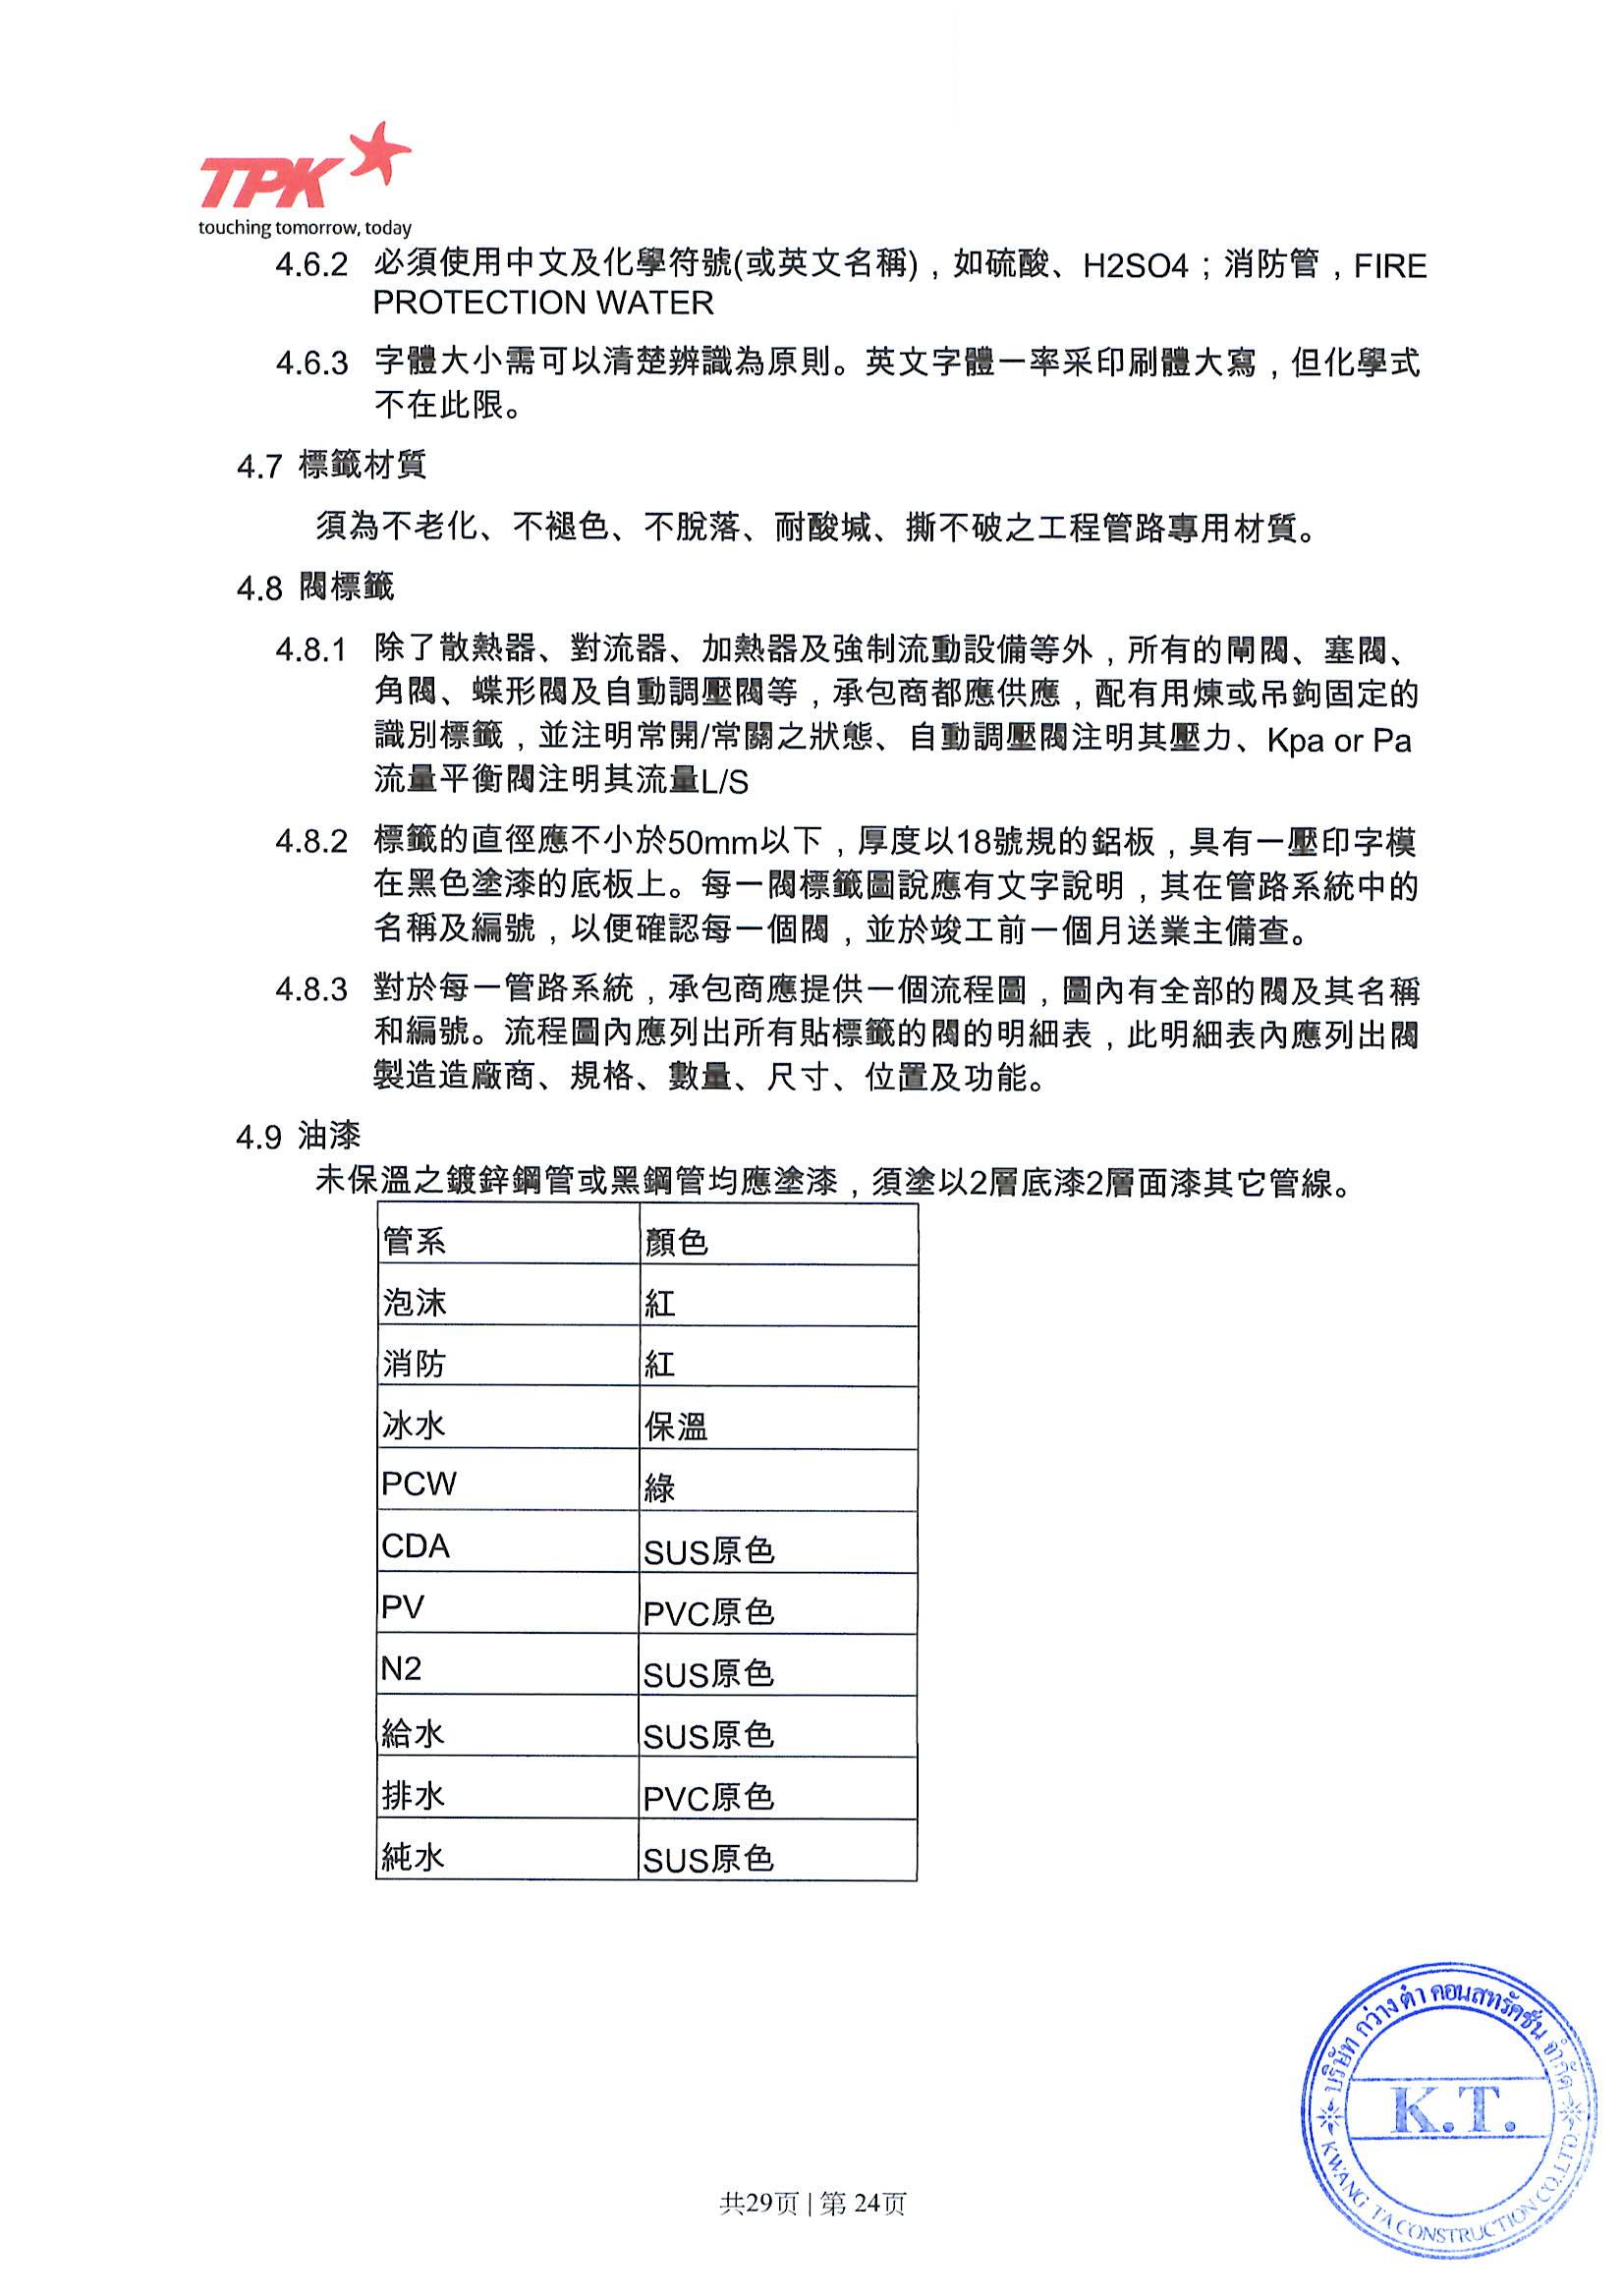 TPK
touching tomorrow, today
4.6.2 必須使用中文及化學符號(或英文名稱)，如硫酸、H2SO4；消防管，FIRE
PROTECTION WATER
4.6.3 字體大小需可以清楚辨識為原則。英文字體一率采印刷體大寫，但化學式
不在此限。
4.7 標籤材質
須為不老化、不褪色、不脫落、耐酸堿、撕不破之工程管路專用材質。
4.8 閥標籤
4.8.1 除了散熱器、對流器、加熱器及強制流動設備等外，所有的閘閥、塞閥、
角閥、蝶形閥及自動調壓閥等，承包商都應供應，配有用煉或吊鉤固定的
識別標籤，並注明常開/常關之狀態、自動調壓閥注明其壓力、Kpa or Pa
流量平衡閥注明其流量L/S
4.8.2 標籤的直徑應不小於50mm以下，厚度以18號規的鋁板，具有一壓印字模
在黑色塗漆的底板上。每一閥標籤圖說應有文字說明，其在管路系統中的
名稱及編號，以便確認每一個閥，並於竣工前一個月送業主備查。
4.8.3 對於每一管路系統，承包商應提供一個流程圖，圖內有全部的閥及其名稱
和編號。流程圖內應列出所有貼標籤的閥的明細表，此明細表內應列出閥
製造造廠商、規格、數量、尺寸、位置及功能。
4.9 油漆
未保溫之鍍鋅鋼管或黑鋼管均應塗漆，須塗以2層底漆2層面漆其它管線。
管系 顏色
泡沫 紅
消防 紅
冰水 保溫
PCW 綠
CDA SUS原色
PV PVC原色
N2 SUS原色
給水 SUS原色
排水 PVC原色
純水 SUS原色
บริษัท กว่างต๋า คอนสทรัคชั่น จำกัด
K.T.
KWANG TA CONSTRUCTION CO.,LTD.
共29页 | 第 24页